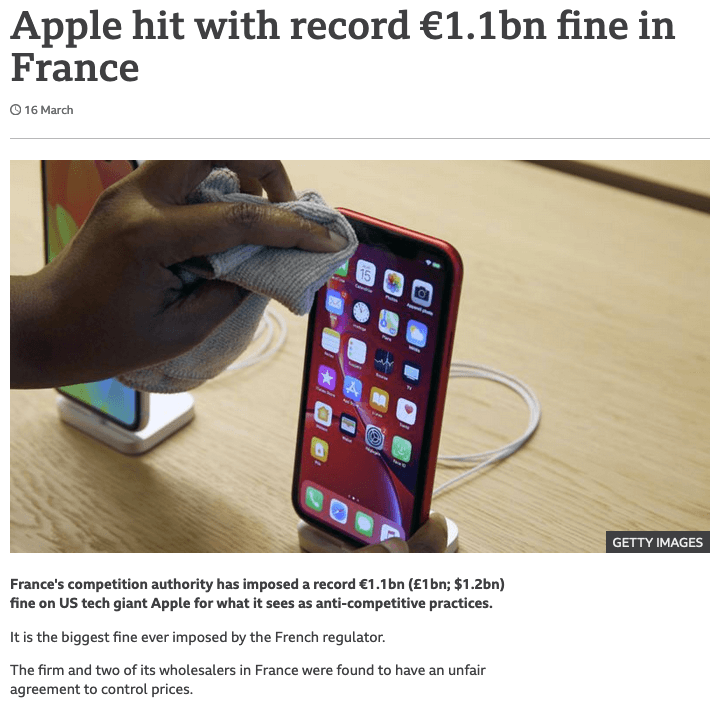 Apple hit with record €1.1bn fine in
France
16 March
15
GETTY IMAGES
France's competition authority has imposed a record €1.1bn (£1bn; $1.2bn)
fine on US tech giant Apple for what it sees as anti-competitive practices.
It is the biggest fine ever imposed by the French regulator.
The firm and two of its wholesalers in France were found to have an unfair
agreement to control prices.